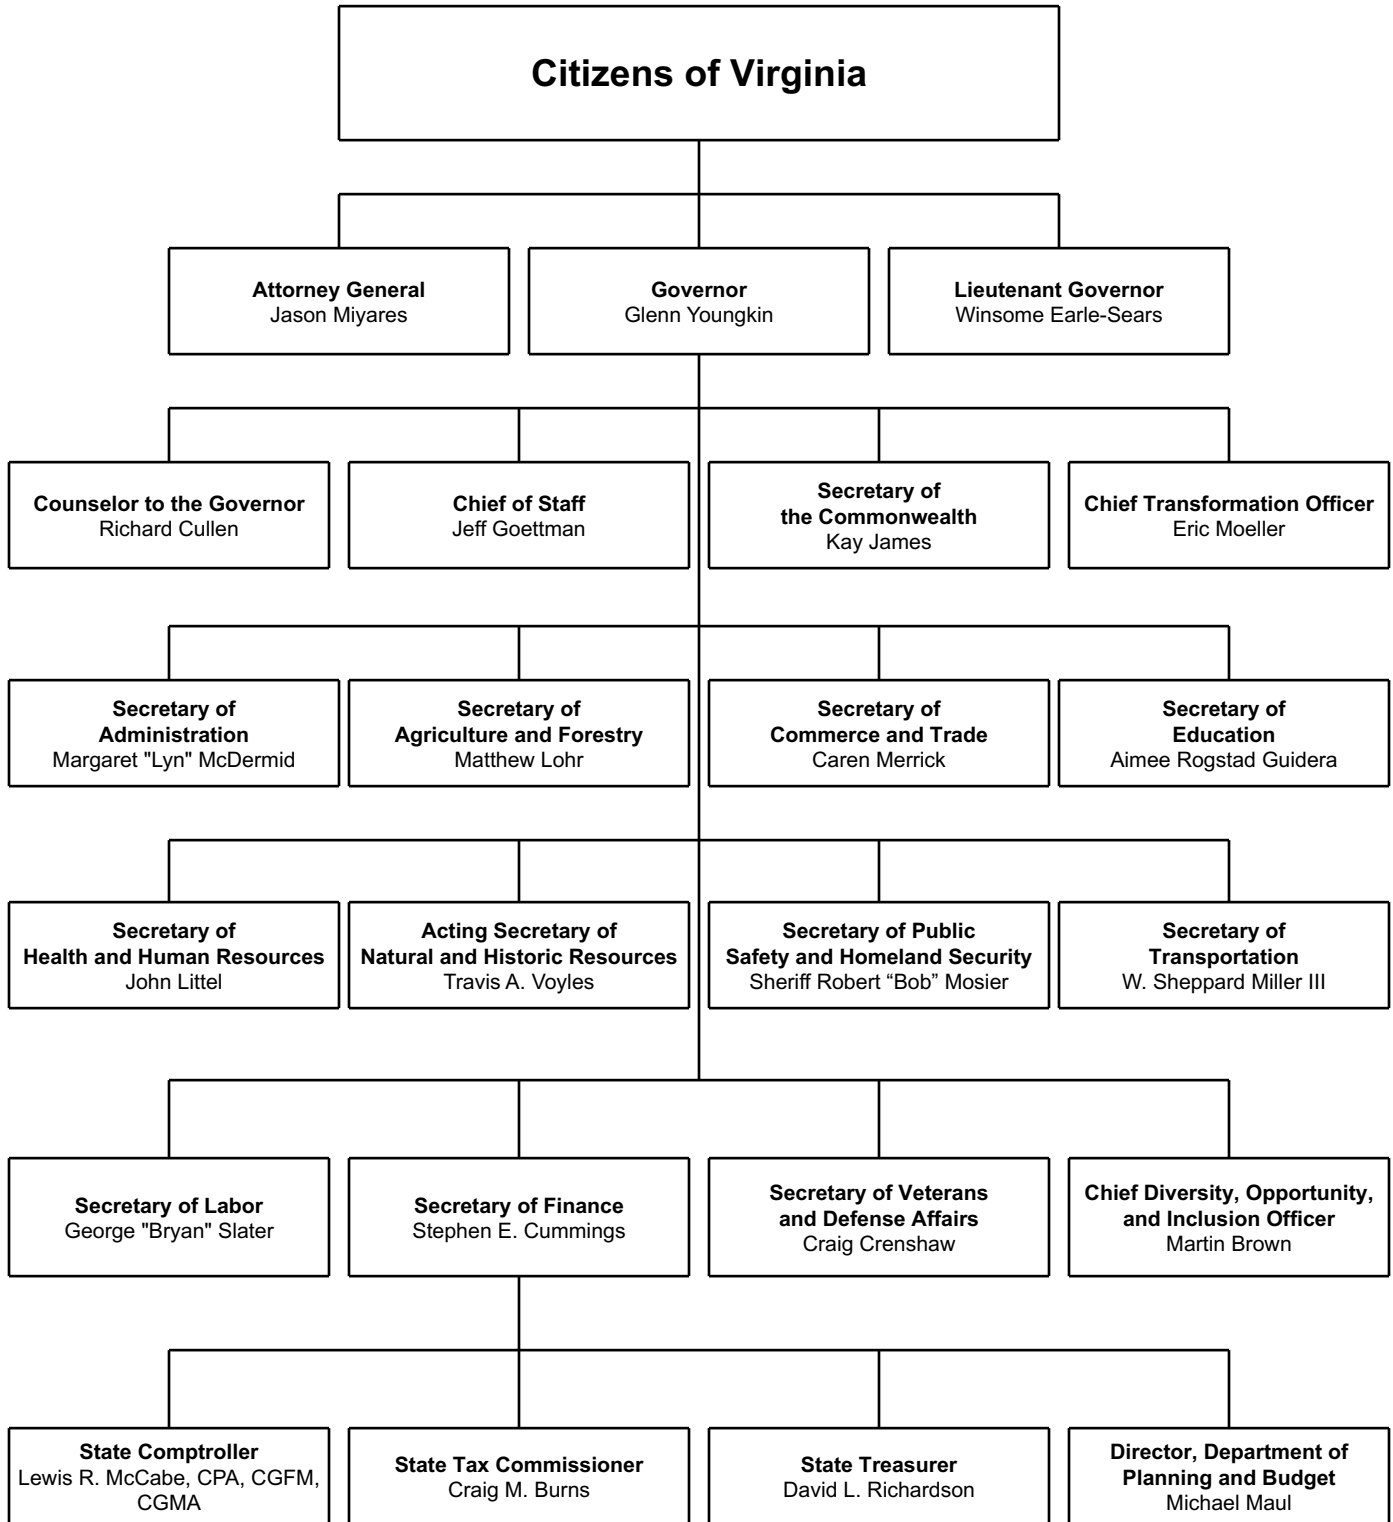 Citizens of Virginia
Attorney General
Jason Miyares
Governor
Glenn Youngkin
Lieutenant Governor
Winsome Earle-Sears
Counselor to the Governor
Richard Cullen
Chief of Staff
Jeff Goettman
Secretary of
the Commonwealth
Kay James
Chief Transformation Officer
Eric Moeller
Secretary of
Administration
Margaret "Lyn" McDermid
Secretary of
Agriculture and Forestry
Matthew Lohr
Secretary of
Commerce and Trade
Caren Merrick
Secretary of
Education
Aimee Rogstad Guidera
Secretary of
Health and Human Resources
John Littel
Acting Secretary of
Natural and Historic Resources
Travis A. Voyles
Secretary of Public
Safety and Homeland Security
Sheriff Robert “Bob” Mosier
Secretary of
Transportation
W. Sheppard Miller III
Secretary of Labor
George "Bryan" Slater
Secretary of Finance
Stephen E. Cummings
Secretary of Veterans
and Defense Affairs
Craig Crenshaw
Chief Diversity, Opportunity,
and Inclusion Officer
Martin Brown
State Comptroller
Lewis R. McCabe, CPA, CGFM,
CGMA
State Tax Commissioner
Craig M. Burns
State Treasurer
David L. Richardson
Director, Department of
Planning and Budget
Michael Maul